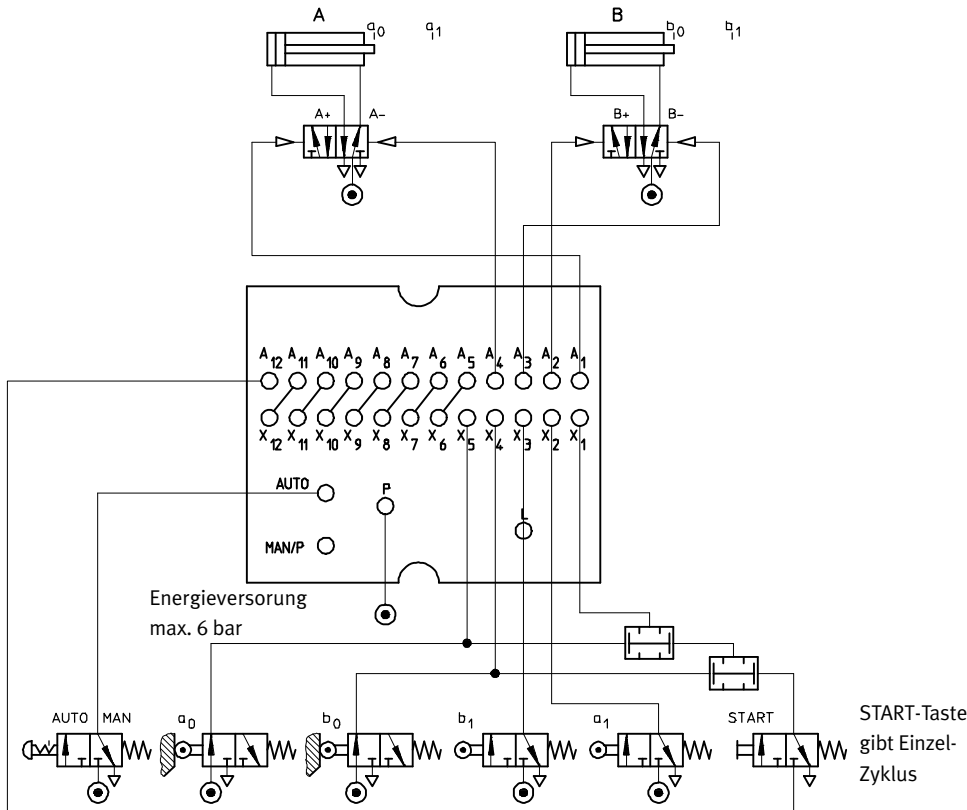 A a0 a1 B b0 b1
A+ A- B+ B-
A12 A11 A10 A9 A8 A7 A6 A5 A4 A3 A2 A1
X12 X11 X10 X9 X8 X7 X6 X5 X4 X3 X2 X1
AUTO P L
MAN/P
Energieversorung
max. 6 bar
AUTO MAN a0 b0 b1 a1 START
START-Taste
gibt Einzel-
Zyklus